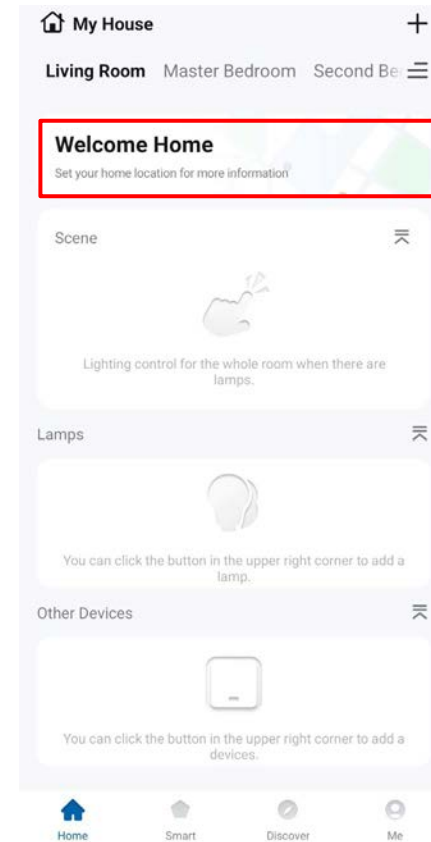 My House
Living Room Master Bedroom Second Be
Welcome Home
Set your home location for more information
Scene
Lighting control for the whole room when there are
lamps.
Lamps
You can click the button in the upper right corner to add a
lamp.
Other Devices
You can click the button in the upper right corner to add a
devices.
Home Smart Discover Me